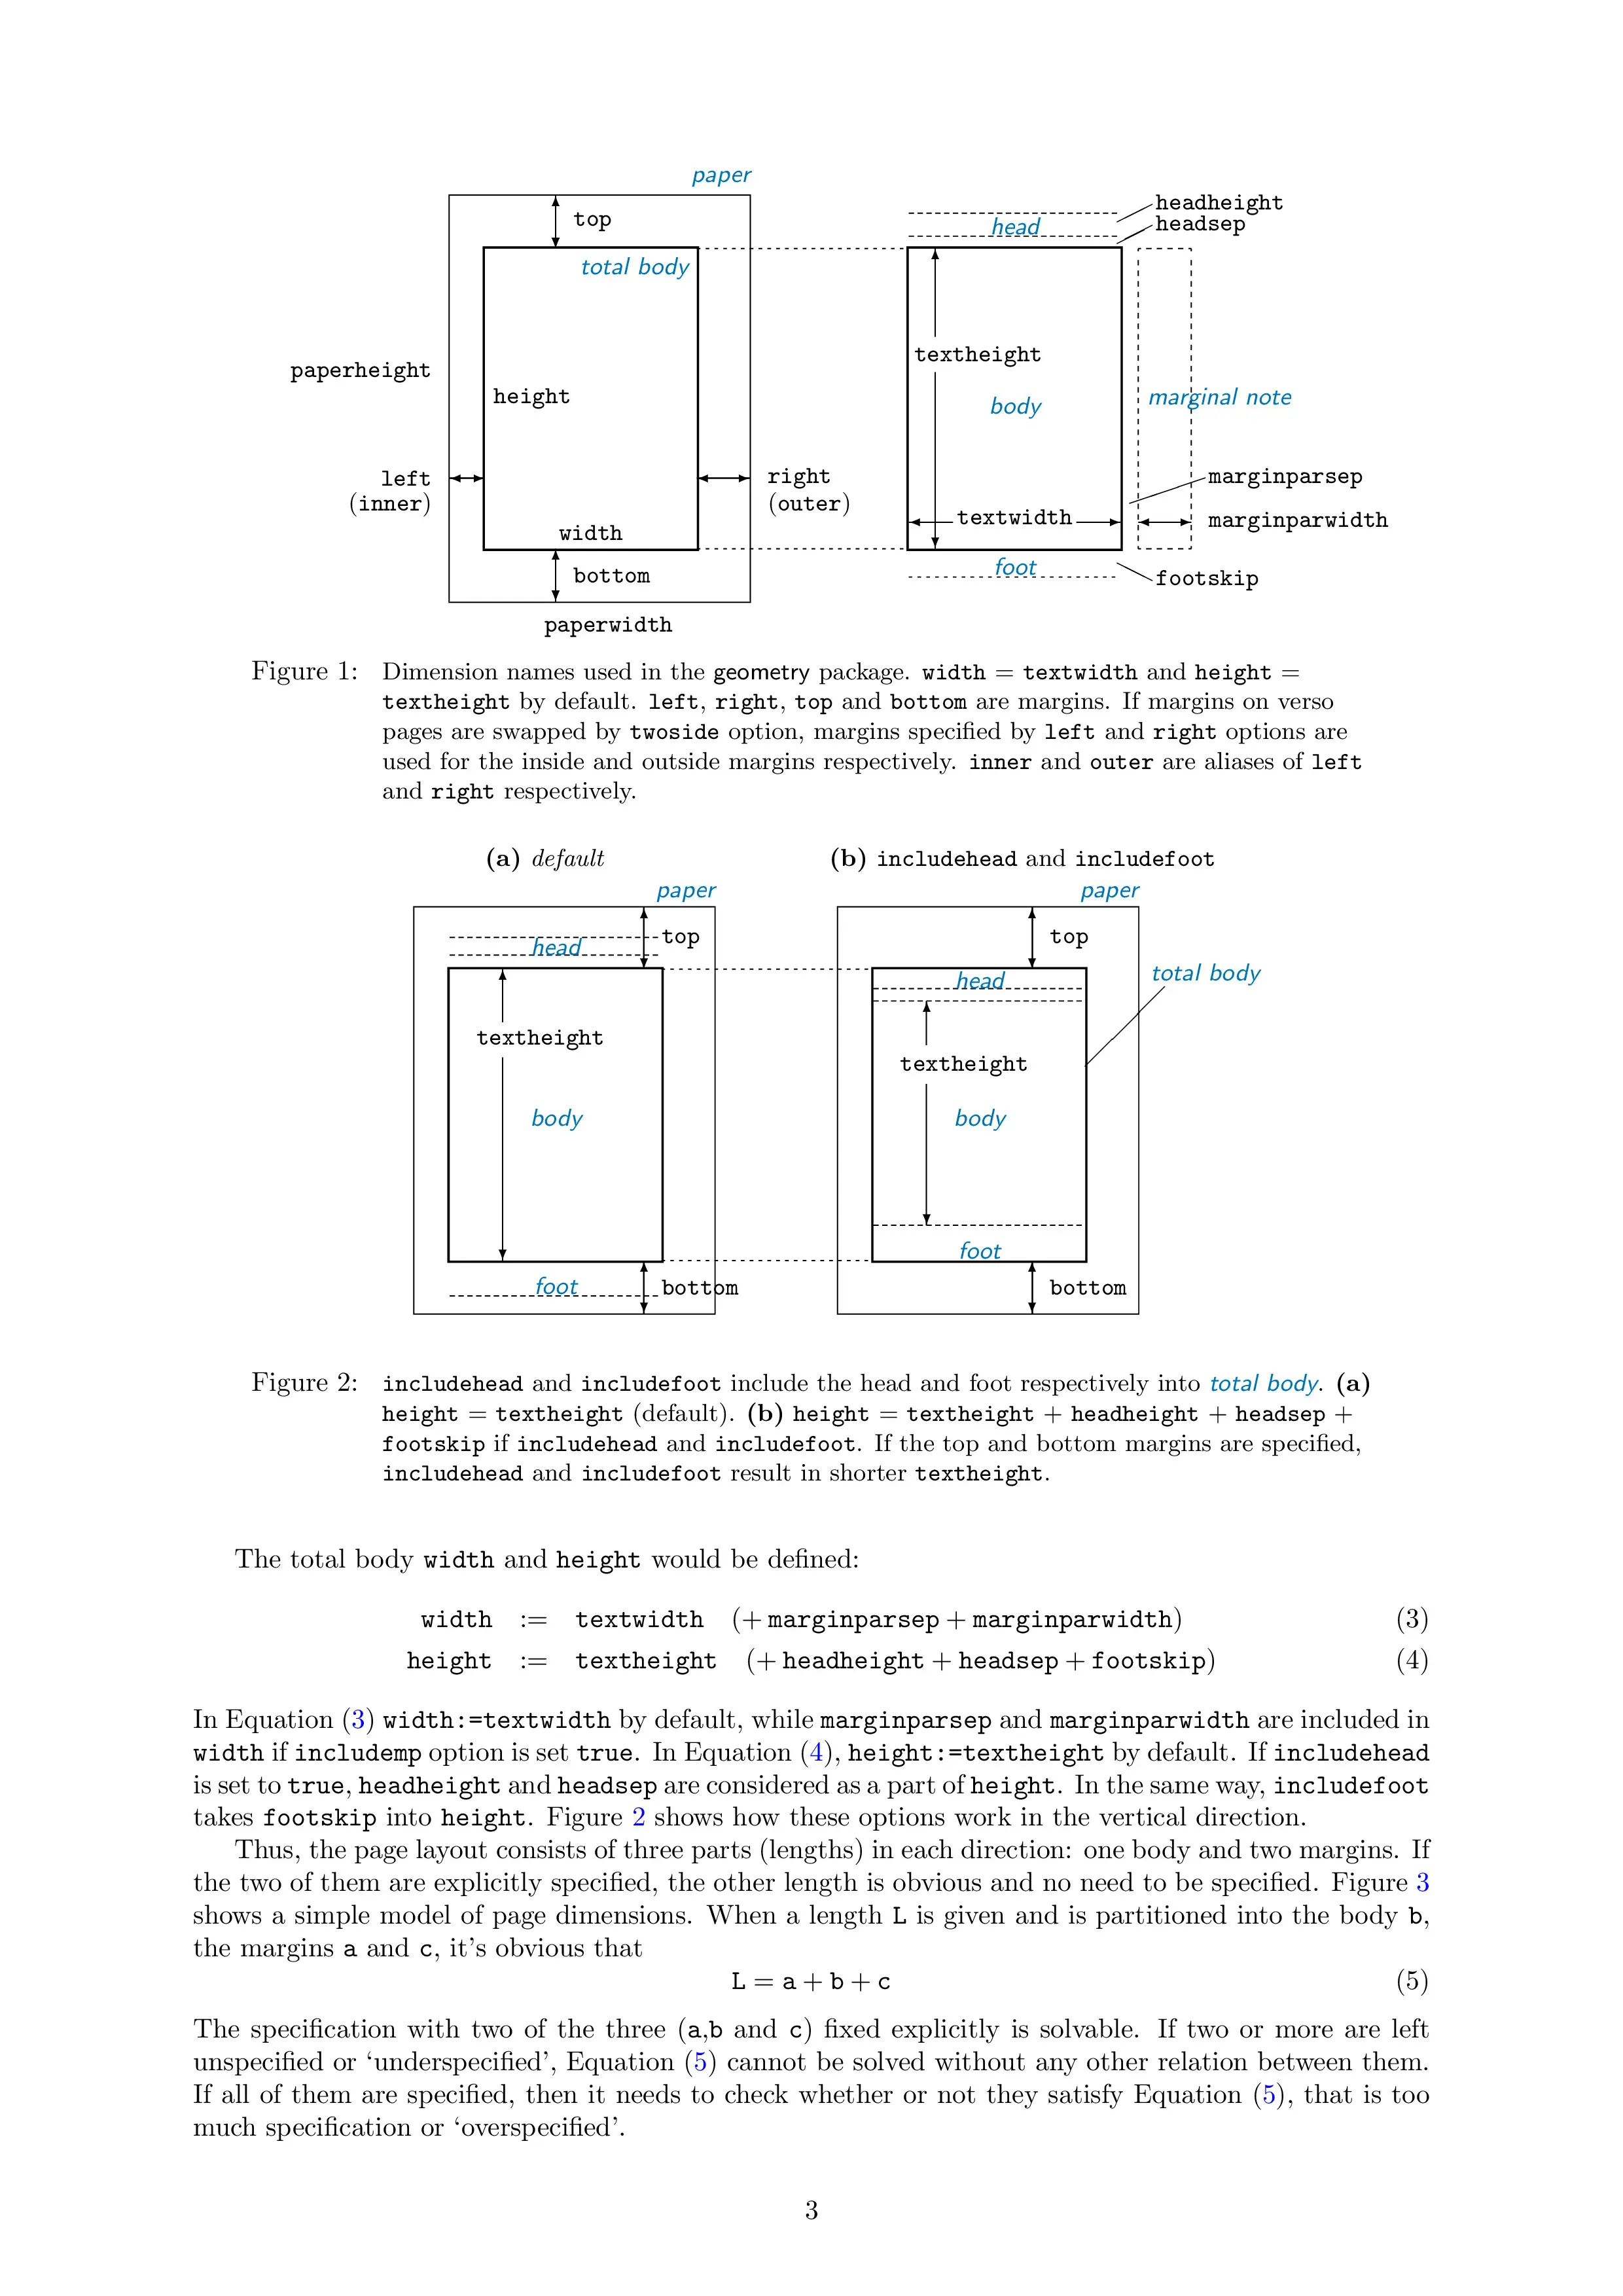 paper
top
total body
paperheight
height
left
(inner)
right
(outer)
width
bottom
paperwidth
headheight
head
headsep
textheight
body
marginal note
marginparsep
textwidth
marginparwidth
foot
footskip
Figure 1: Dimension names used in the geometry package. width = textwidth and height =
textheight by default. left, right, top and bottom are margins. If margins on verso
pages are swapped by twoside option, margins specified by left and right options are
used for the inside and outside margins respectively. inner and outer are aliases of left
and right respectively.
(a) default
paper
top
head
textheight
body
foot
bottom
(b) includehead and includefoot
paper
top
head
total body
textheight
body
foot
bottom
Figure 2: includehead and includefoot include the head and foot respectively into total body. (a)
height = textheight (default). (b) height = textheight + headheight + headsep +
footskip if includehead and includefoot. If the top and bottom margins are specified,
includehead and includefoot result in shorter textheight.
The total body width and height would be defined:
width := textwidth (+ marginparsep + marginparwidth) (3)
height := textheight (+ headheight + headsep + footskip) (4)
In Equation (3) width:=textwidth by default, while marginparsep and marginparwidth are included in
width if includemp option is set true. In Equation (4), height:=textheight by default. If includehead
is set to true, headheight and headsep are considered as a part of height. In the same way, includefoot
takes footskip into height. Figure 2 shows how these options work in the vertical direction.
Thus, the page layout consists of three parts (lengths) in each direction: one body and two margins. If
the two of them are explicitly specified, the other length is obvious and no need to be specified. Figure 3
shows a simple model of page dimensions. When a length L is given and is partitioned into the body b,
the margins a and c, it's obvious that
L = a + b + c (5)
The specification with two of the three (a,b and c) fixed explicitly is solvable. If two or more are left
unspecified or ‘underspecified’, Equation (5) cannot be solved without any other relation between them.
If all of them are specified, then it needs to check whether or not they satisfy Equation (5), that is too
much specification or ‘overspecified’.
3